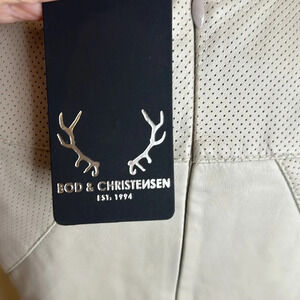 BOD & CHRISTENSEN
EST. 1994